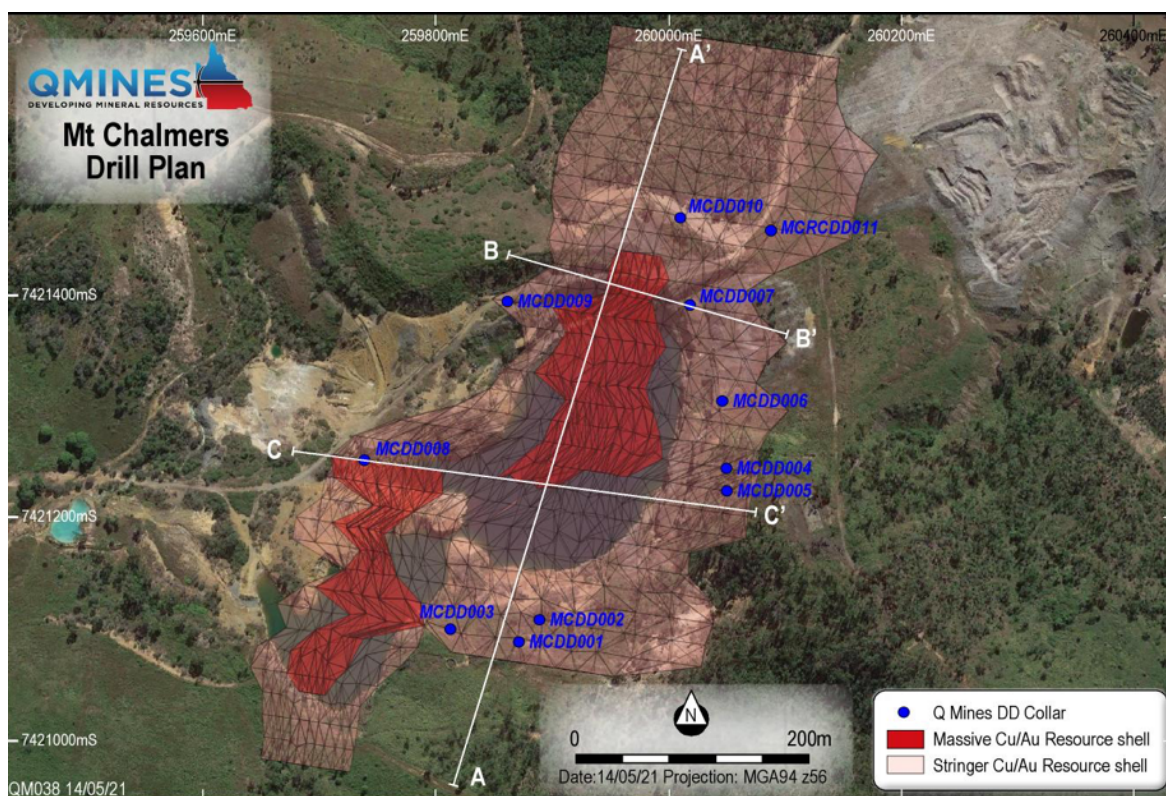 259600mE
259800mE
260000mE
260200mE
260400mE
QMINES
DEVELOPING MINERAL RESOURCES
Mt Chalmers
Drill Plan
A'
MCDD010
MCRCDD011
B
7421400mS
MCDD009
MCDD007
B'
MCDD006
C
MCDD008
MCDD004
MCDD005
C'
7421200mS
MCDD003
MCDD002
MCDD001
N
0
200m
Date:14/05/21 Projection: MGA94 z56
Q Mines DD Collar
Massive Cu/Au Resource shell
Stringer Cu/Au Resource shell
7421000mS
A
QM038 14/05/21